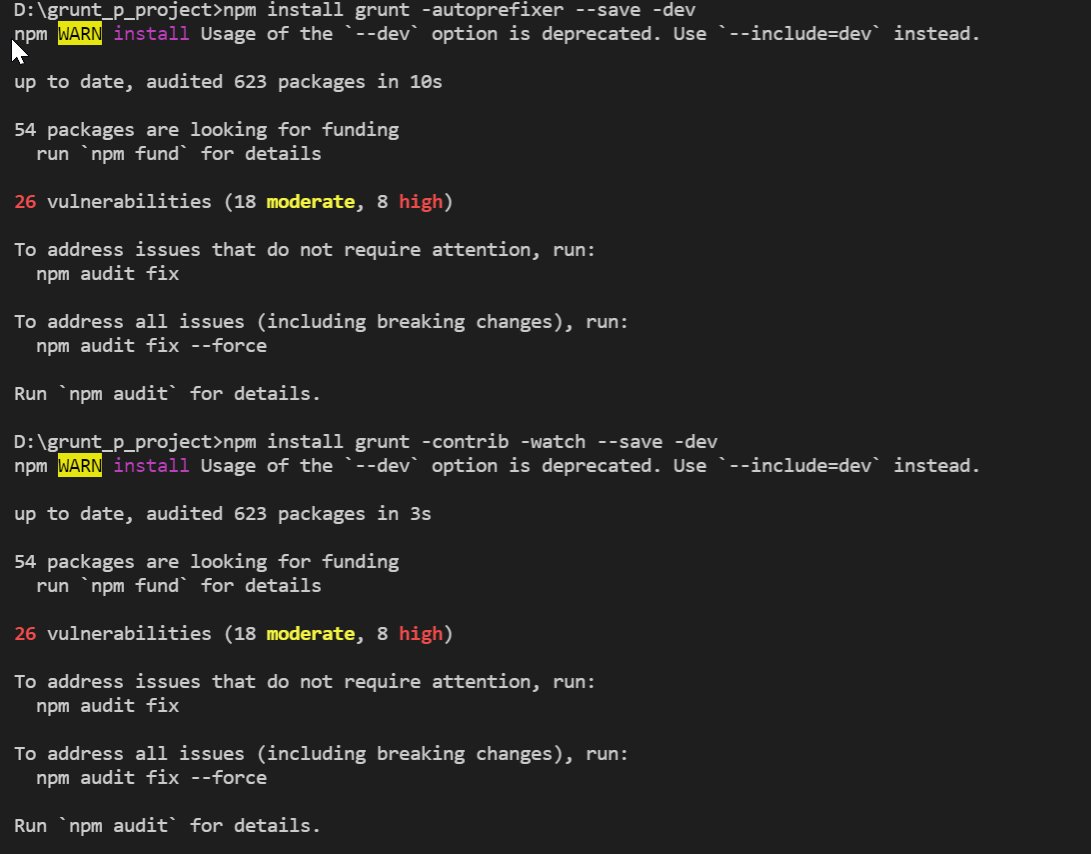 D:\grunt_p_project>npm install grunt -autoprefixer --save -dev
npm WARN install Usage of the `--dev` option is deprecated. Use `--include=dev` instead.
up to date, audited 623 packages in 10s
54 packages are looking for funding
run `npm fund` for details
26 vulnerabilities (18 moderate, 8 high)
To address issues that do not require attention, run:
npm audit fix
To address all issues (including breaking changes), run:
npm audit fix --force
Run `npm audit` for details.
D:\grunt_p_project>npm install grunt -contrib -watch --save -dev
npm WARN install Usage of the `--dev` option is deprecated. Use `--include=dev` instead.
up to date, audited 623 packages in 3s
54 packages are looking for funding
run `npm fund` for details
26 vulnerabilities (18 moderate, 8 high)
To address issues that do not require attention, run:
npm audit fix
To address all issues (including breaking changes), run:
npm audit fix --force
Run `npm audit` for details.